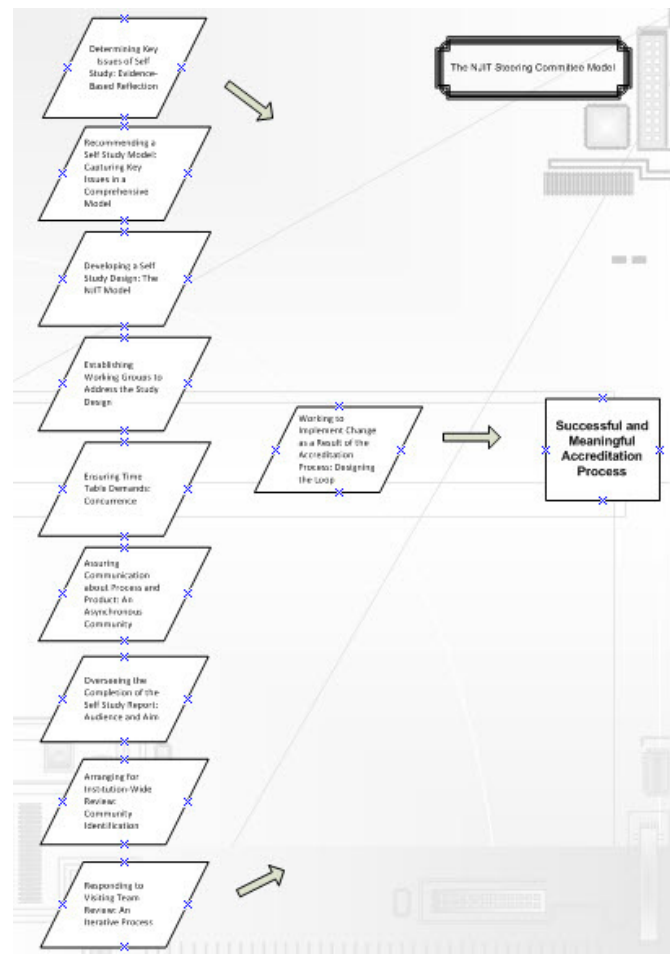 The NJIT Steering Committee Model
Determining Key
Issues of Self
Study: Evidence-
Based Reflection
Recommending a
Self Study Model:
Capturing Key
Issues in a
Comprehensive
Model
Developing a Self
Study Design: The
NJIT Model
Establishing
Working Groups to
Address the Study
Design
Ensuring Time
Table Demands:
Concurrence
Assuring
Communication
about Process and
Product: An
Asynchronous
Community
Overseeing the
Completion of the
Self Study Report:
Audience and Aim
Arranging for
Institution-Wide
Review:
Community
Identification
Responding to
Visiting Team
Review: An
Iterative Process
Working to
Implement Change
as a Result of the
Accreditation
Process: Designing
the Loop
Successful and
Meaningful
Accreditation
Process